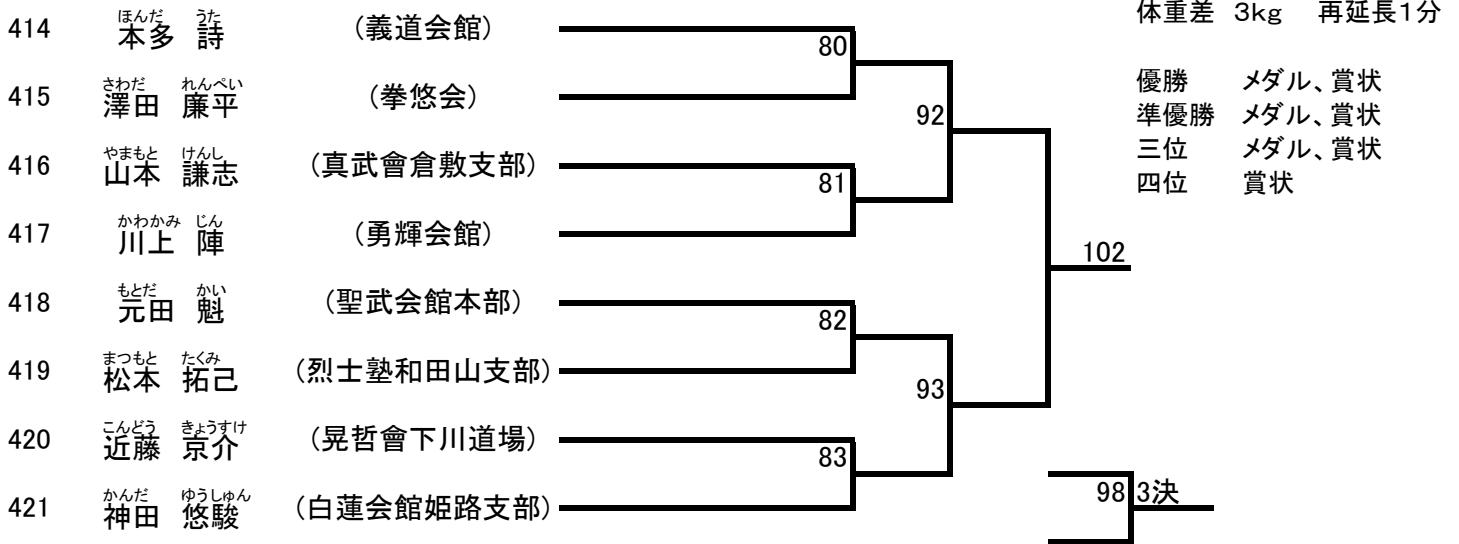 体重差 3kg 再延長1分
ほんだ うた
414 本多 詩 (義道会館)
80
さわだ れんぺい
415 澤田 廉平 (拳悠会)
優勝 メダル、賞状
92
準優勝 メダル、賞状
三位 メダル、賞状
四位 賞状
やまもと けんし
416 山本 謙志 (真武會倉敷支部)
81
かわかみ じん
417 川上 陣 (勇輝会館)
102
もとだ かい
418 元田 魁 (聖武会館本部)
82
まつもと たくみ
419 松本 拓己 (烈士塾和田山支部)
93
こんどう きょうすけ
420 近藤 京介 (晃哲會下川道場)
83
かんだ ゆうしゅん
421 神田 悠駿 (白蓮会館姫路支部)
98 3決